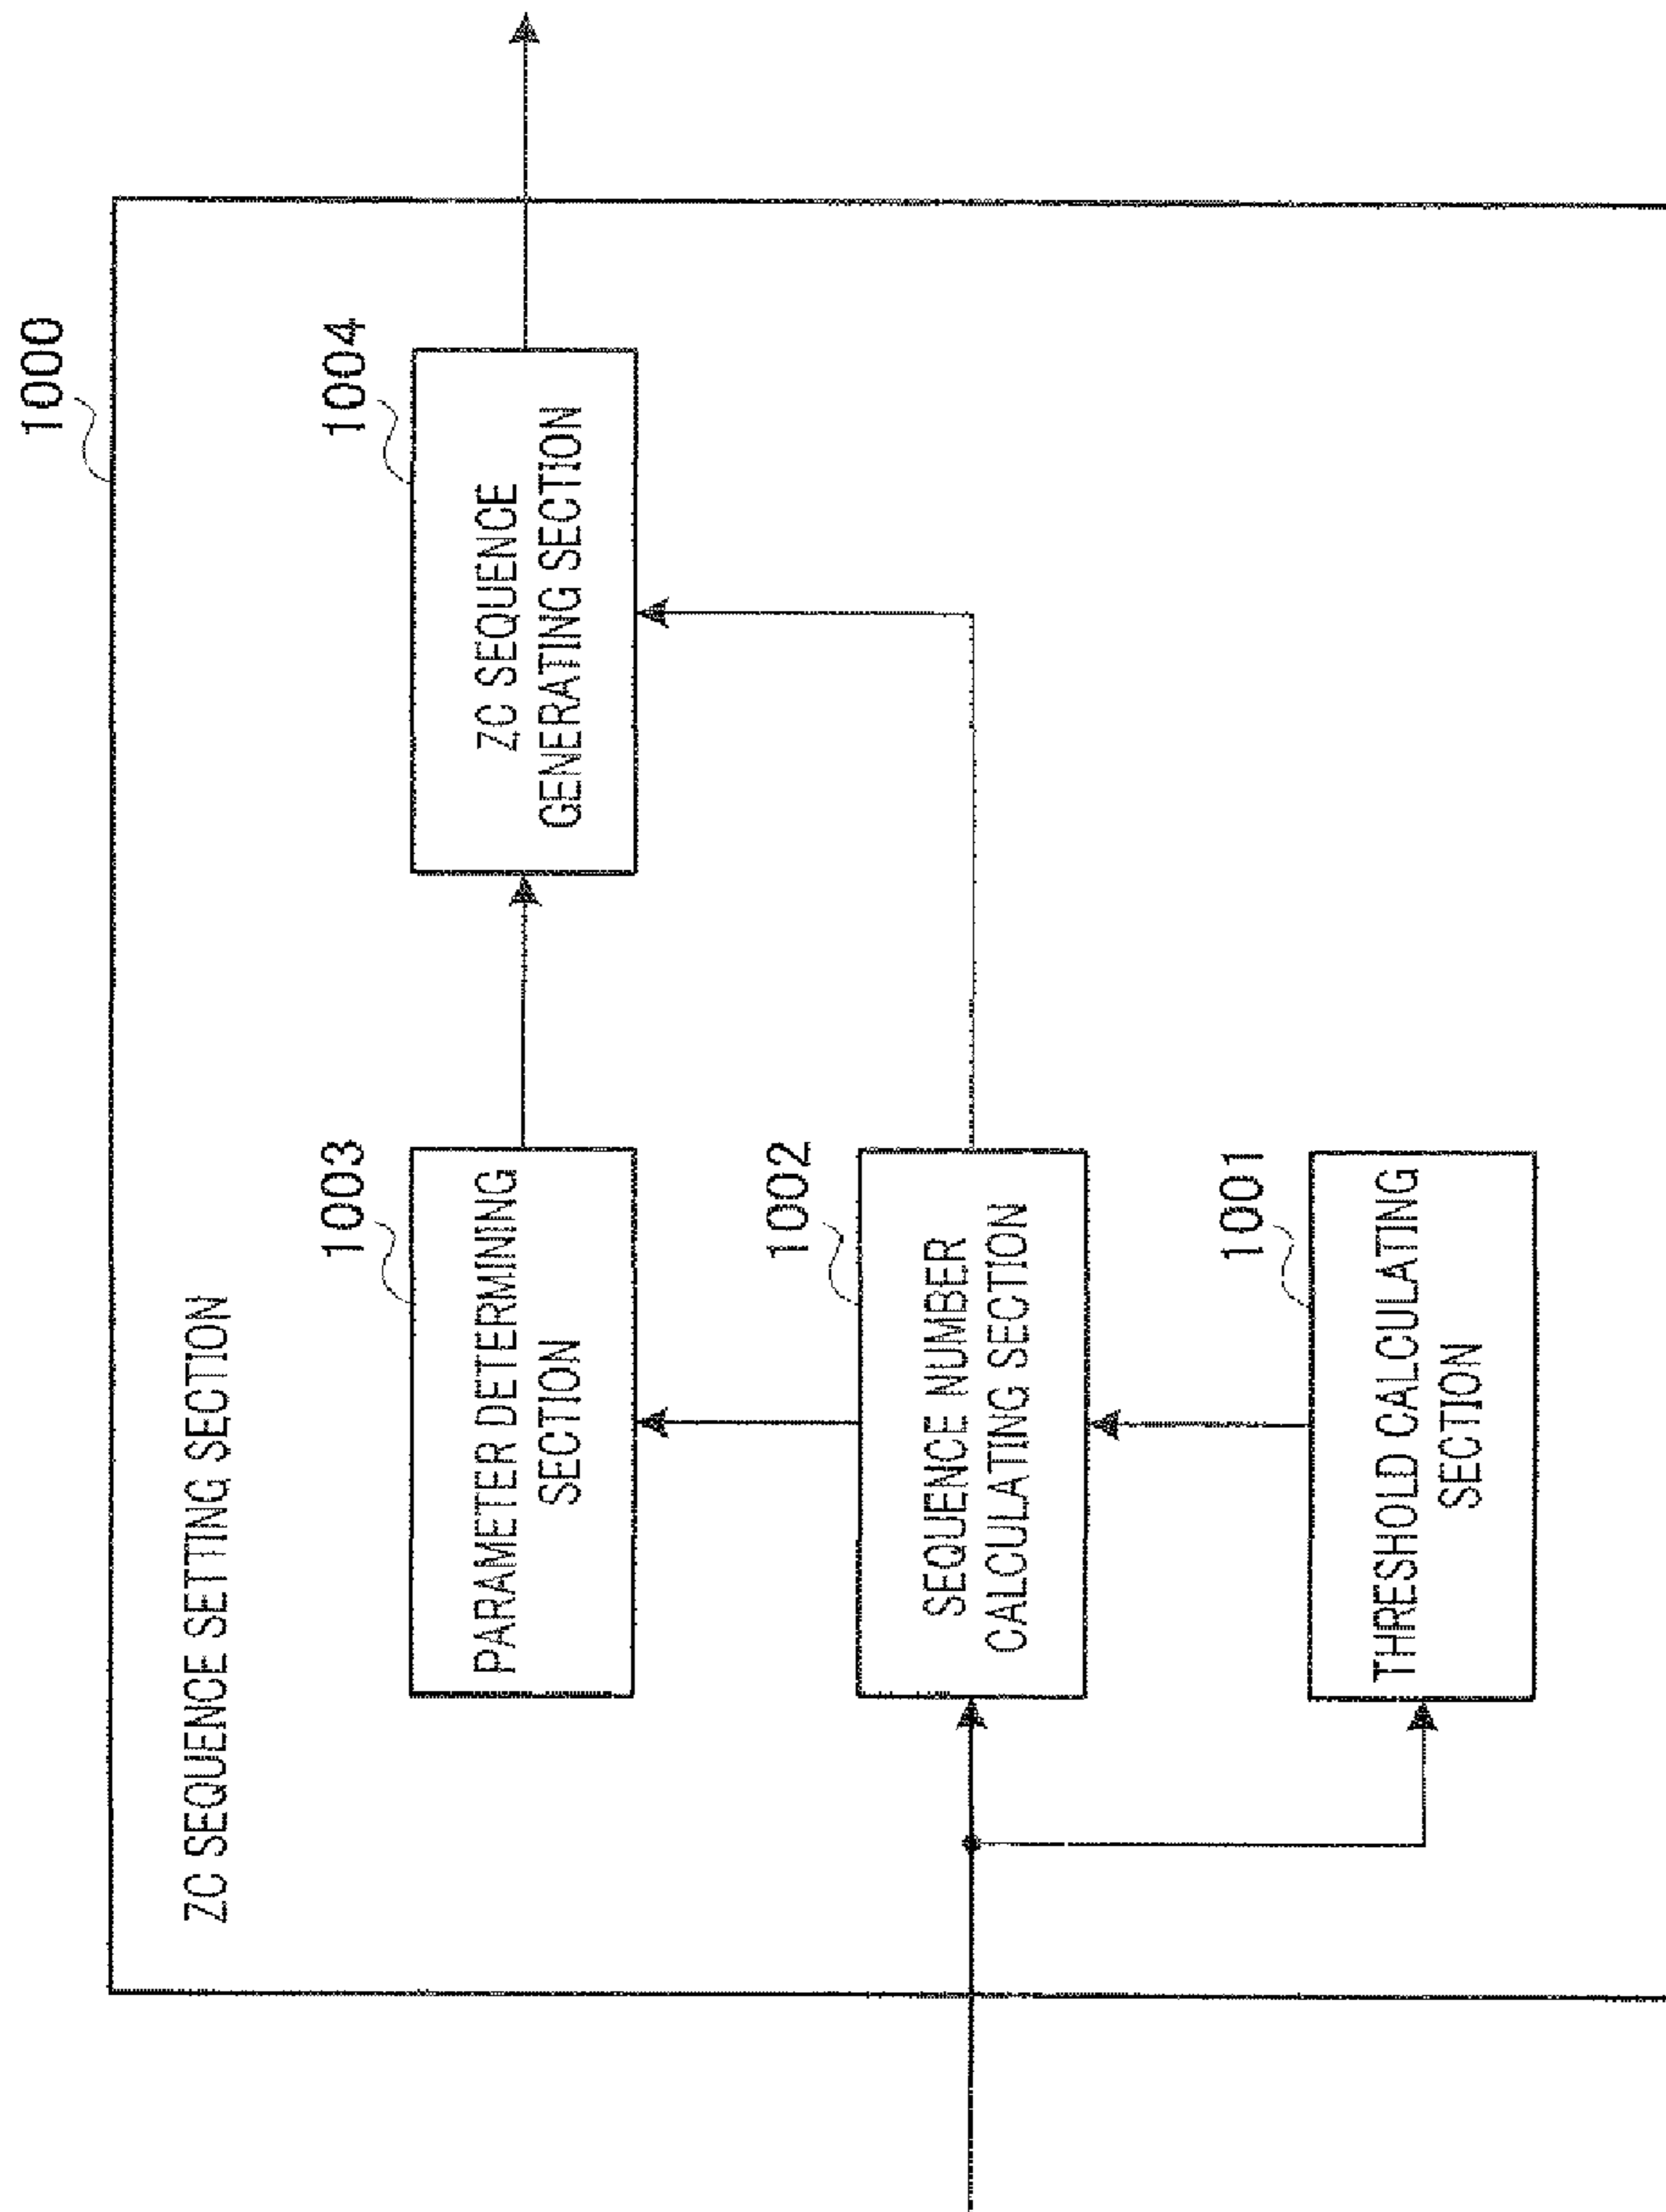 1000
ZC SEQUENCE SETTING SECTION
1003
PARAMETER DETERMINING
SECTION
1004
ZC SEQUENCE
GENERATING SECTION
1002
SEQUENCE NUMBER
CALCULATING SECTION
1001
THRESHOLD CALCULATING
SECTION